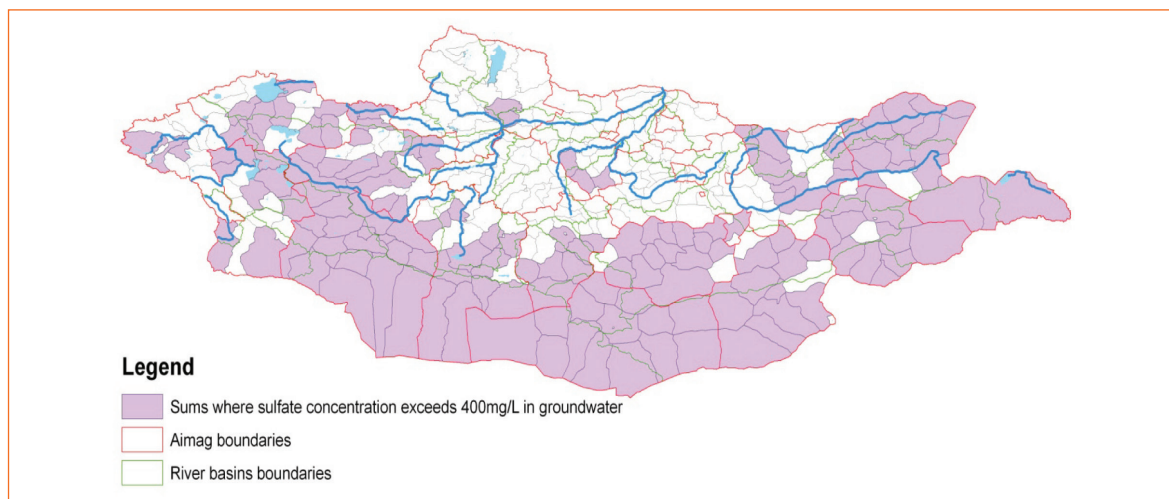 Legend
Sums where sulfate concentration exceeds 400mg/L in groundwater
Aimag boundaries
River basins boundaries